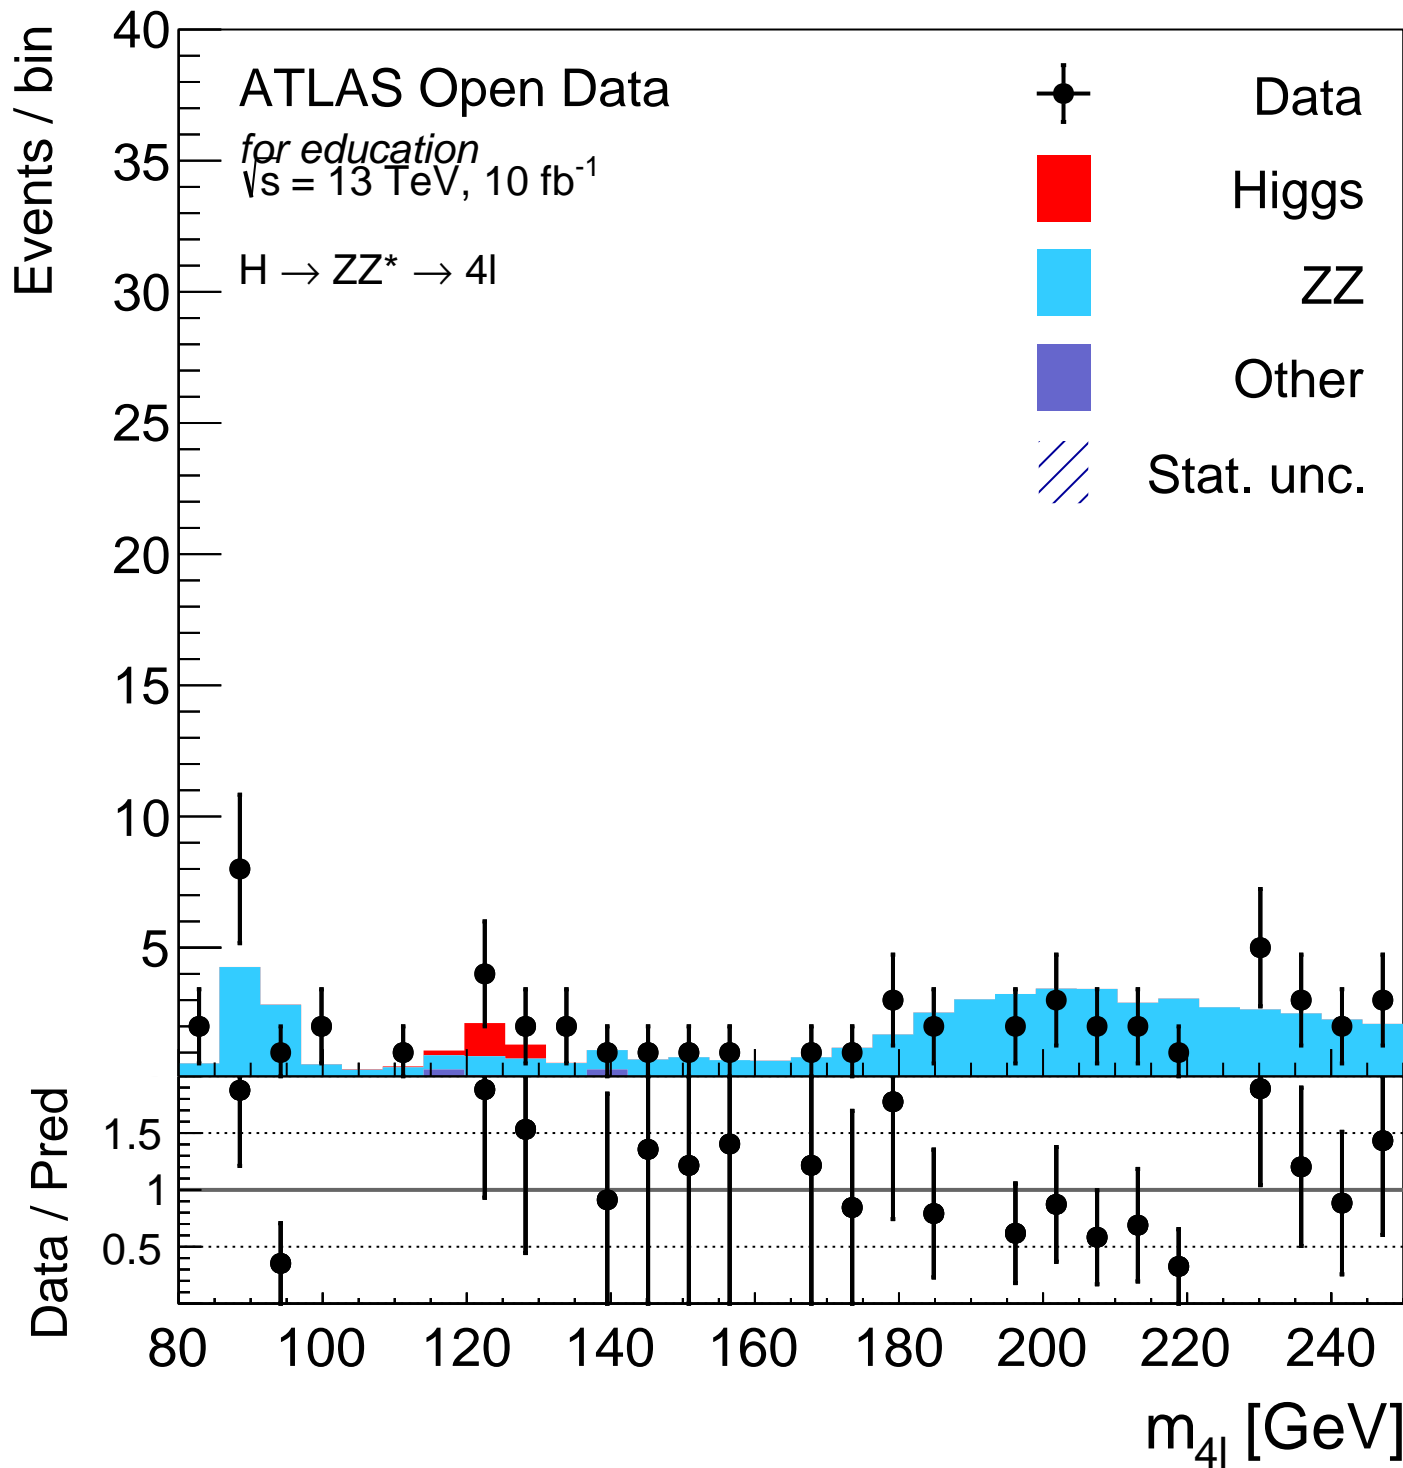 Events / bin
40
35
30
25
20
15
10
5
ATLAS Open Data
for education
√s = 13 TeV, 10 fb⁻¹
H → ZZ* → 4l
Data
Higgs
ZZ
Other
Stat. unc.
Data / Pred
1.5
1
0.5
80 100 120 140 160 180 200 220 240
m₄ₗ [GeV]